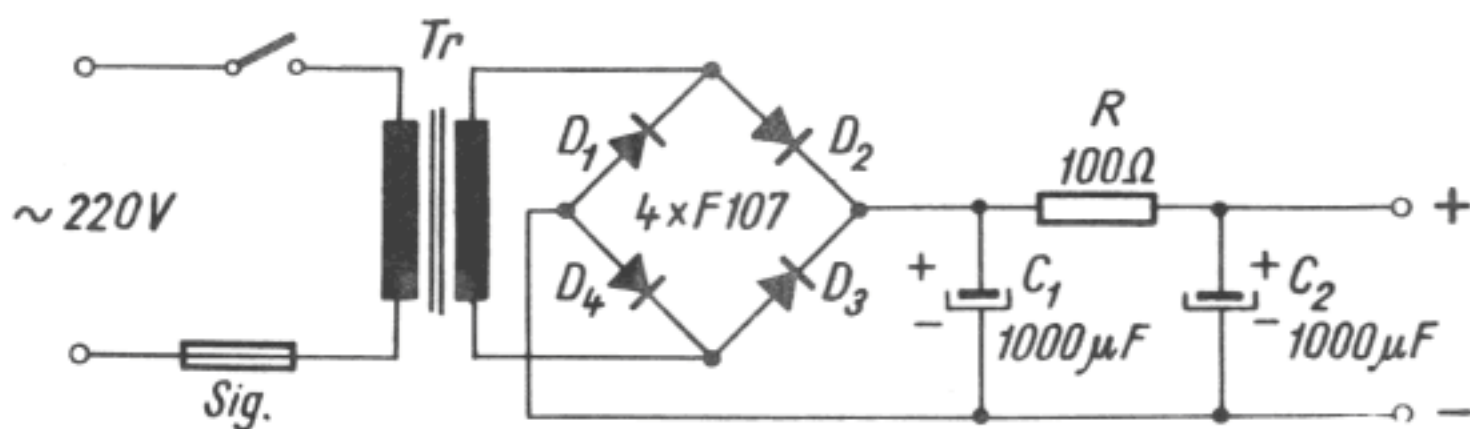 Tr
~ 220V
Sig.
D1
D2
4×F107
D4
D3
R
100Ω
+
C1
−
1000μF
+
C2
−
1000μF
+
−